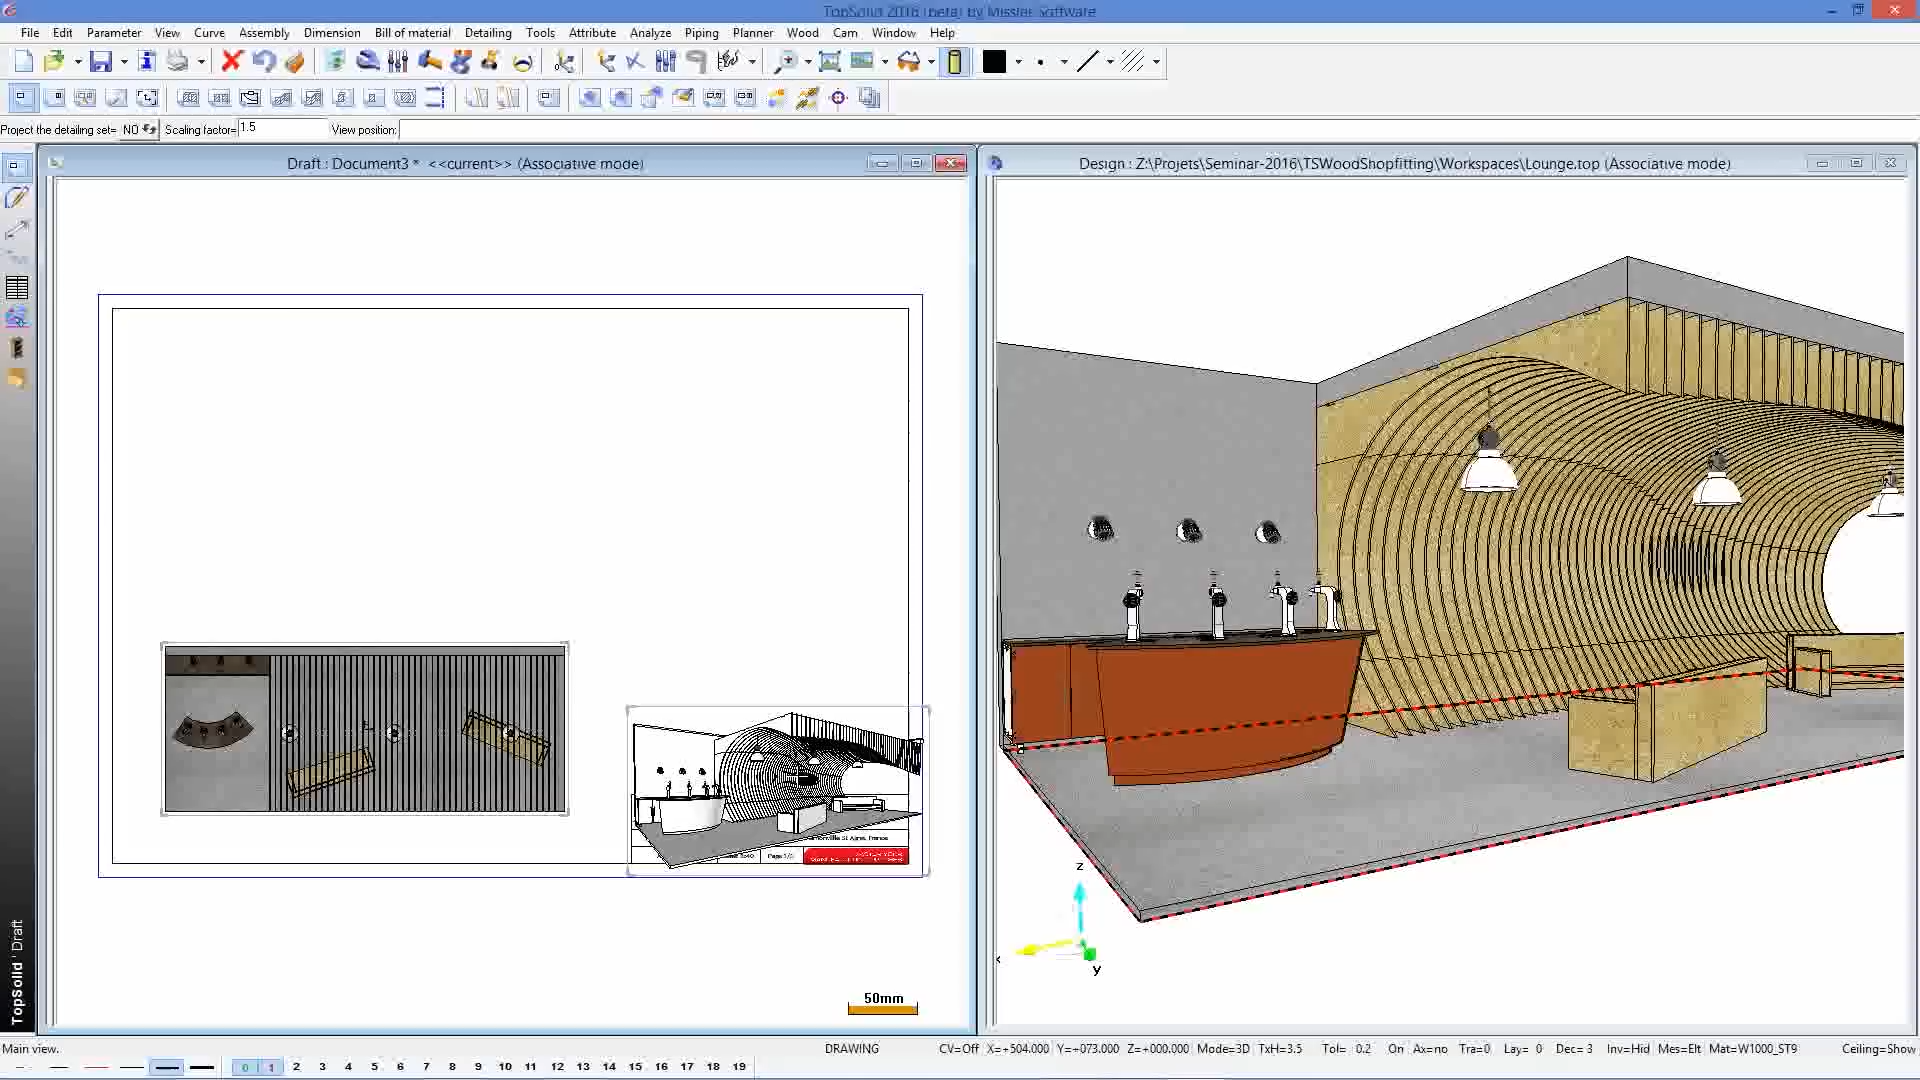 TopSolid 2016 (beta) by Missler Software
File Edit Parameter View Curve Assembly Dimension Bill of material Detailing Tools Attribute Analyze Piping Planner Wood Cam Window Help
Project the detailing set= NO Scaling factor= 1.5 View position:
Draft : Document3 * <<current>> (Associative mode)
Design : Z:\Projets\Seminar-2016\TSWoodShopfitting\Workspaces\Lounge.top (Associative mode)
Page 1/1
z
x
y
50mm
TopSolid ' Draft
Main view. DRAWING CV=Off X=+504.000 Y=+073.000 Z=+000.000 Mode=3D TxH=3.5 Tol= 0.2 On Ax=no Tra=0 Lay= 0 Dec= 3 Inv=Hid Mes=Elt Mat=W1000_ST9 Ceiling=Show
0 1 2 3 4 5 6 7 8 9 10 11 12 13 14 15 16 17 18 19